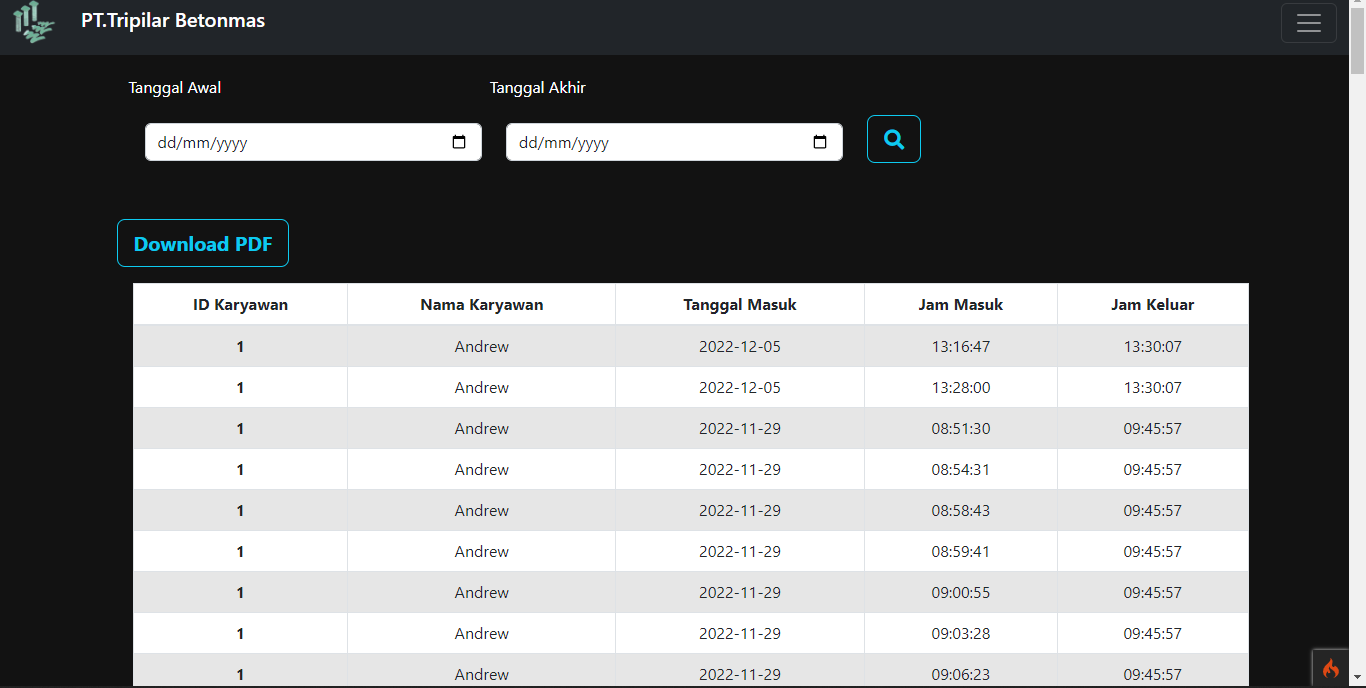 PT.Tripilar Betonmas
Tanggal Awal Tanggal Akhir
dd/mm/yyyy dd/mm/yyyy
Download PDF
ID Karyawan Nama Karyawan Tanggal Masuk Jam Masuk Jam Keluar
1 Andrew 2022-12-05 13:16:47 13:30:07
1 Andrew 2022-12-05 13:28:00 13:30:07
1 Andrew 2022-11-29 08:51:30 09:45:57
1 Andrew 2022-11-29 08:54:31 09:45:57
1 Andrew 2022-11-29 08:58:43 09:45:57
1 Andrew 2022-11-29 08:59:41 09:45:57
1 Andrew 2022-11-29 09:00:55 09:45:57
1 Andrew 2022-11-29 09:03:28 09:45:57
1 Andrew 2022-11-29 09:06:23 09:45:57